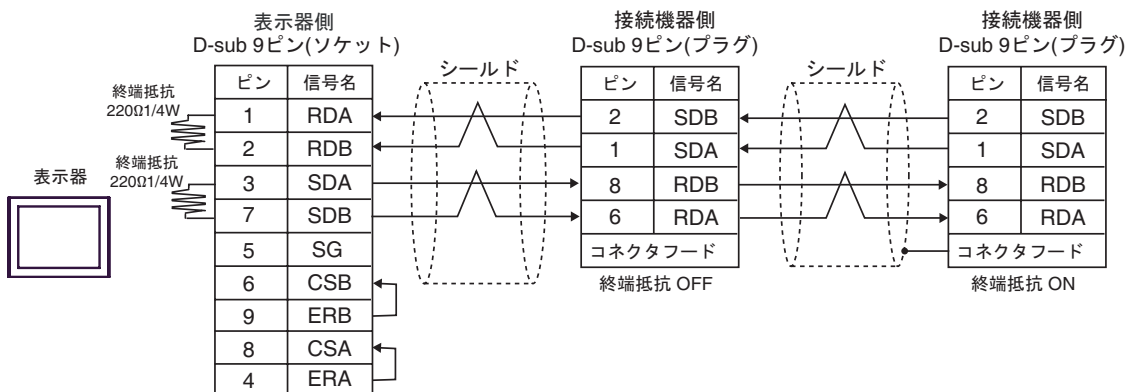 表示器側
D-sub 9ピン(ソケット)
接続機器側
D-sub 9ピン(プラグ)
接続機器側
D-sub 9ピン(プラグ)
シールド
シールド
終端抵抗
220Ω1/4W
終端抵抗
220Ω1/4W
表示器
ピン 信号名
1 RDA
2 RDB
3 SDA
7 SDB
5 SG
6 CSB
9 ERB
8 CSA
4 ERA
ピン 信号名
2 SDB
1 SDA
8 RDB
6 RDA
コネクタフード
終端抵抗 OFF
ピン 信号名
2 SDB
1 SDA
8 RDB
6 RDA
コネクタフード
終端抵抗 ON